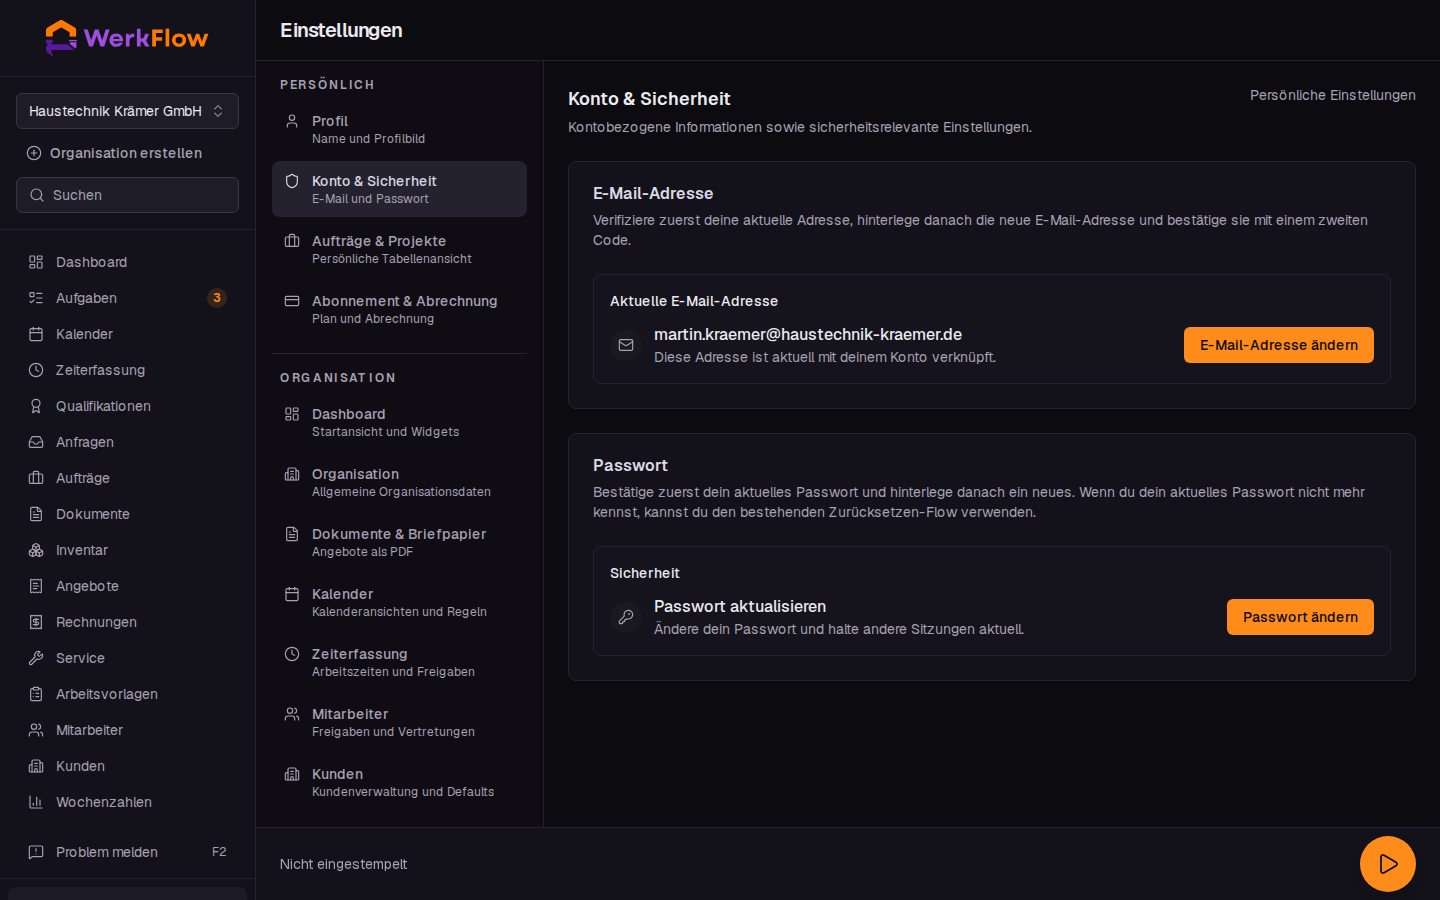 WerkFlow
Haustechnik Krämer GmbH
Organisation erstellen
Suchen
Dashboard
Aufgaben 3
Kalender
Zeiterfassung
Qualifikationen
Anfragen
Aufträge
Dokumente
Inventar
Angebote
Rechnungen
Service
Arbeitsvorlagen
Mitarbeiter
Kunden
Wochenzahlen
Problem melden F2
Einstellungen
PERSÖNLICH
Profil
Name und Profilbild
Konto & Sicherheit
E-Mail und Passwort
Aufträge & Projekte
Persönliche Tabellenansicht
Abonnement & Abrechnung
Plan und Abrechnung
ORGANISATION
Dashboard
Startansicht und Widgets
Organisation
Allgemeine Organisationsdaten
Dokumente & Briefpapier
Angebote als PDF
Kalender
Kalenderansichten und Regeln
Zeiterfassung
Arbeitszeiten und Freigaben
Mitarbeiter
Freigaben und Vertretungen
Kunden
Kundenverwaltung und Defaults
Konto & Sicherheit
Persönliche Einstellungen
Kontobezogene Informationen sowie sicherheitsrelevante Einstellungen.
E-Mail-Adresse
Verifiziere zuerst deine aktuelle Adresse, hinterlege danach die neue E-Mail-Adresse und bestätige sie mit einem zweiten
Code.
Aktuelle E-Mail-Adresse
martin.kraemer@haustechnik-kraemer.de
Diese Adresse ist aktuell mit deinem Konto verknüpft.
E-Mail-Adresse ändern
Passwort
Bestätige zuerst dein aktuelles Passwort und hinterlege danach ein neues. Wenn du dein aktuelles Passwort nicht mehr
kennst, kannst du den bestehenden Zurücksetzen-Flow verwenden.
Sicherheit
Passwort aktualisieren
Ändere dein Passwort und halte andere Sitzungen aktuell.
Passwort ändern
Nicht eingestempelt